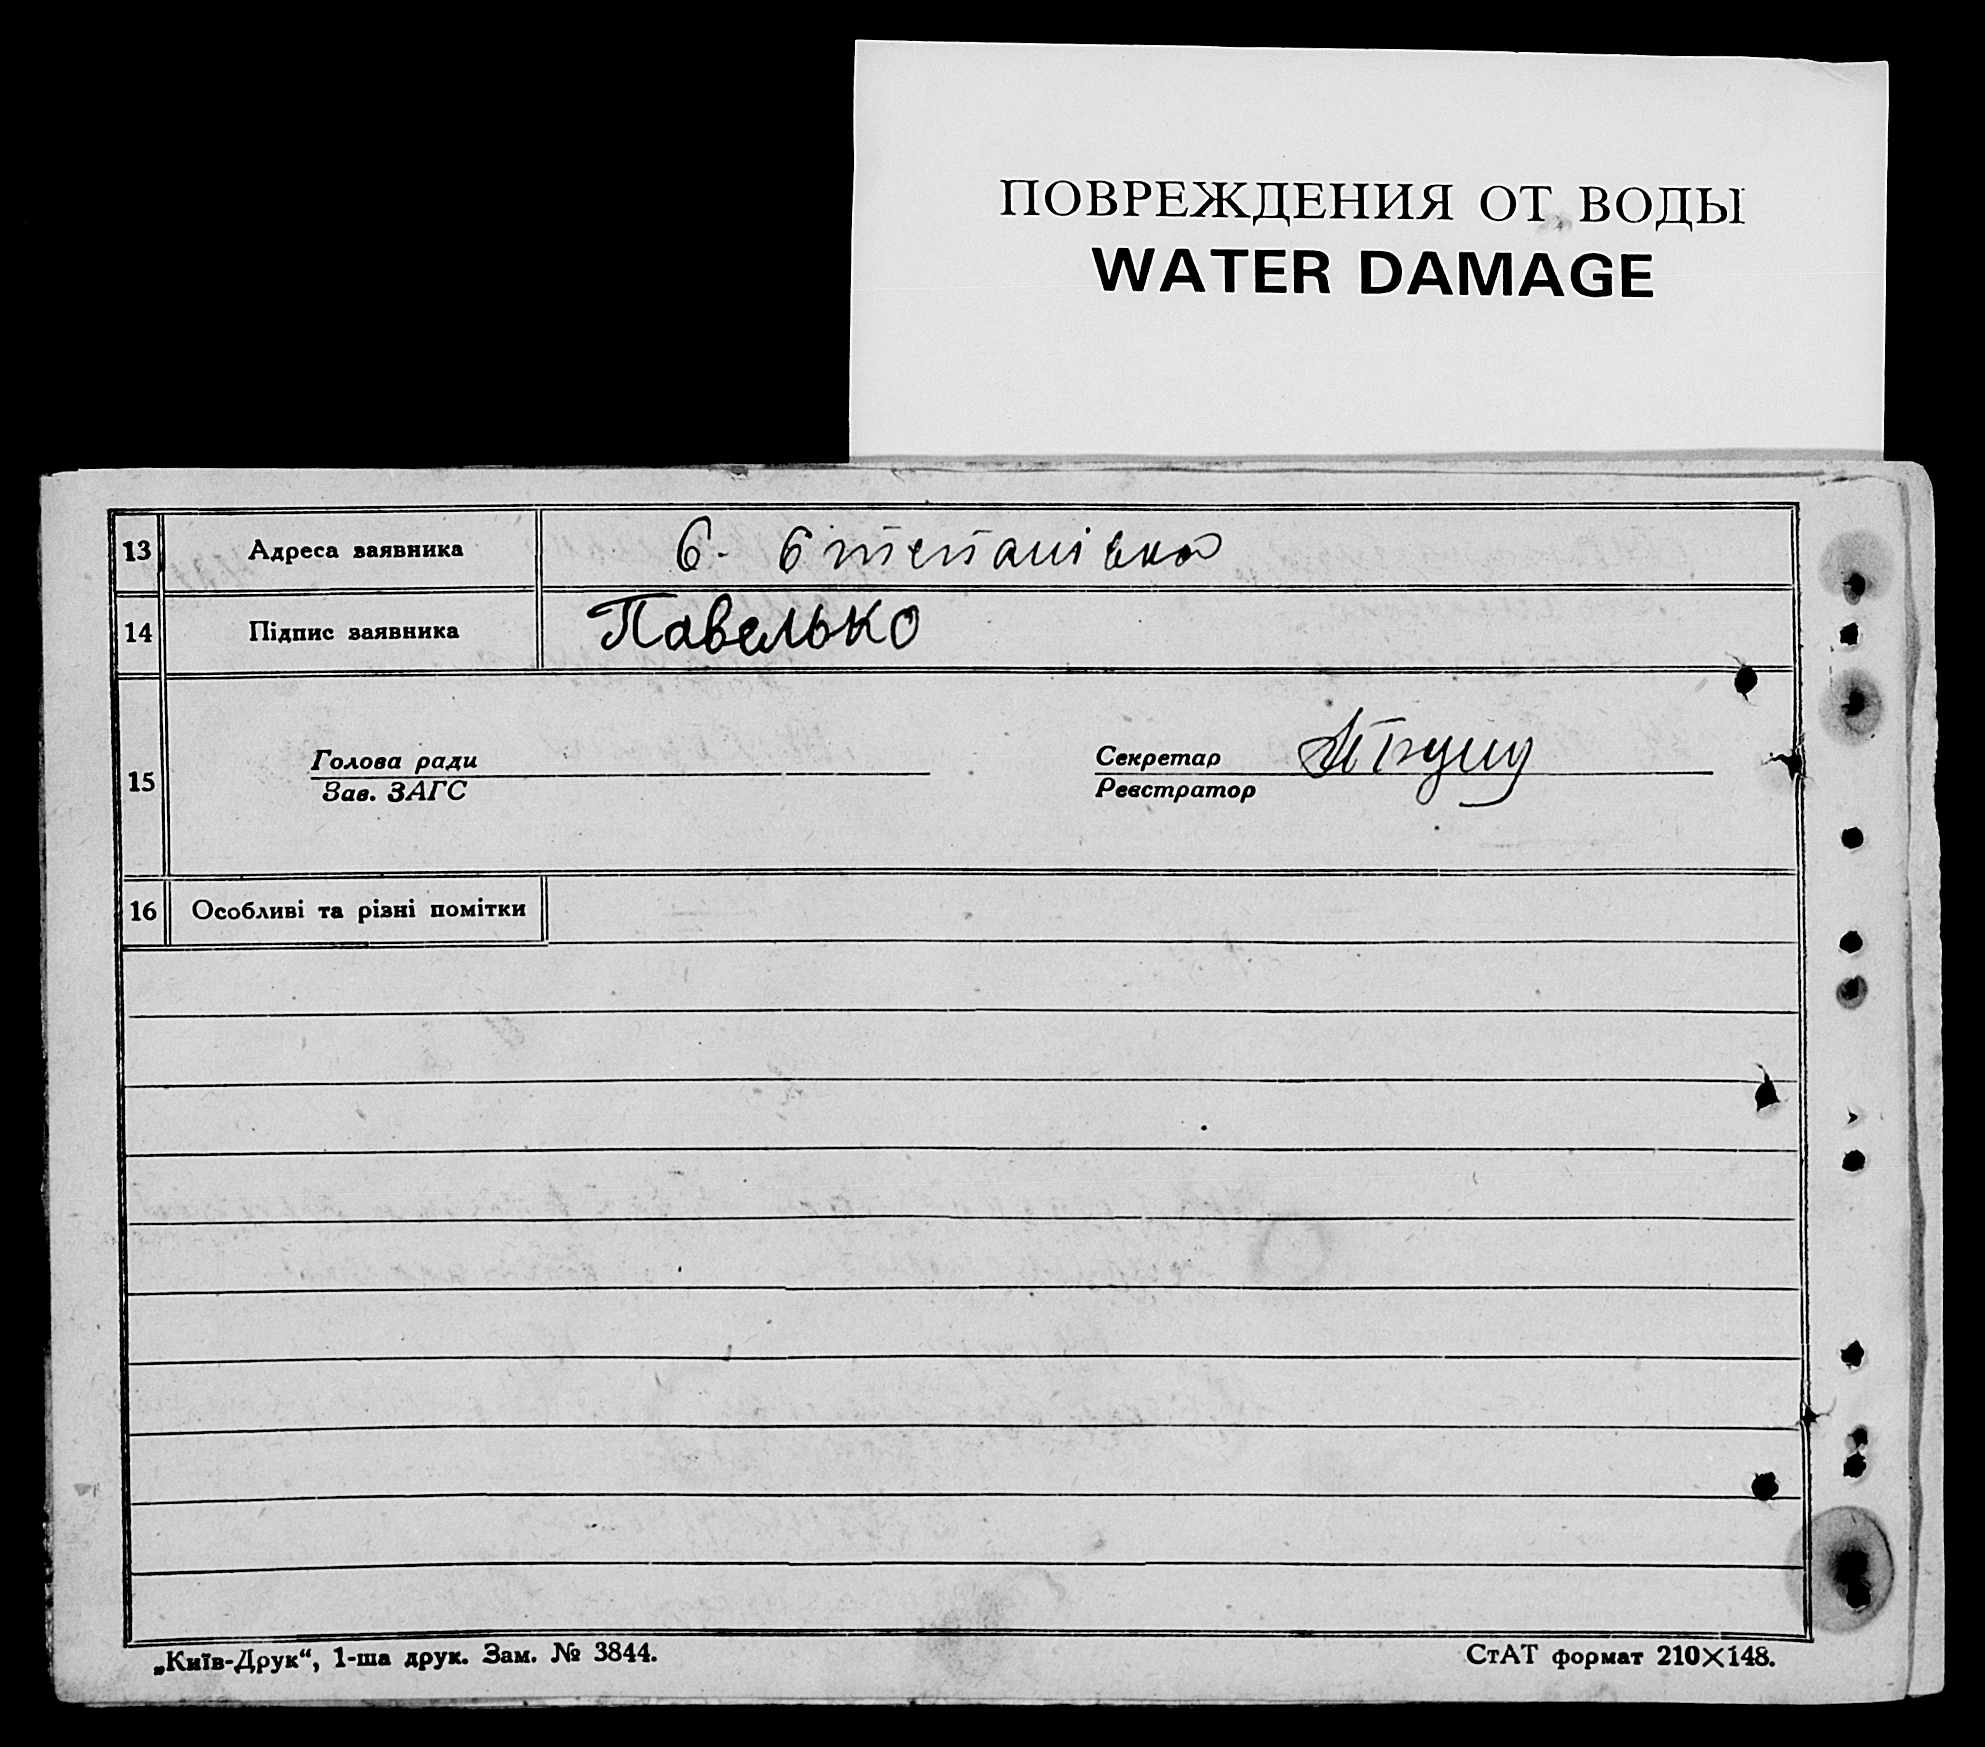 ПОВРЕЖДЕНИЯ ОТ ВОДЫ
WATER DAMAGE
13 Адреса заявника С. Степанівка
14 Підпис заявника Павелько
15 Голова ради Секретар
Зав. ЗАГС Реєстратор
16 Особливі та різні помітки
„Київ-Друк“, 1-ша друк. Зам. № 3844. СтАТ формат 210×148.